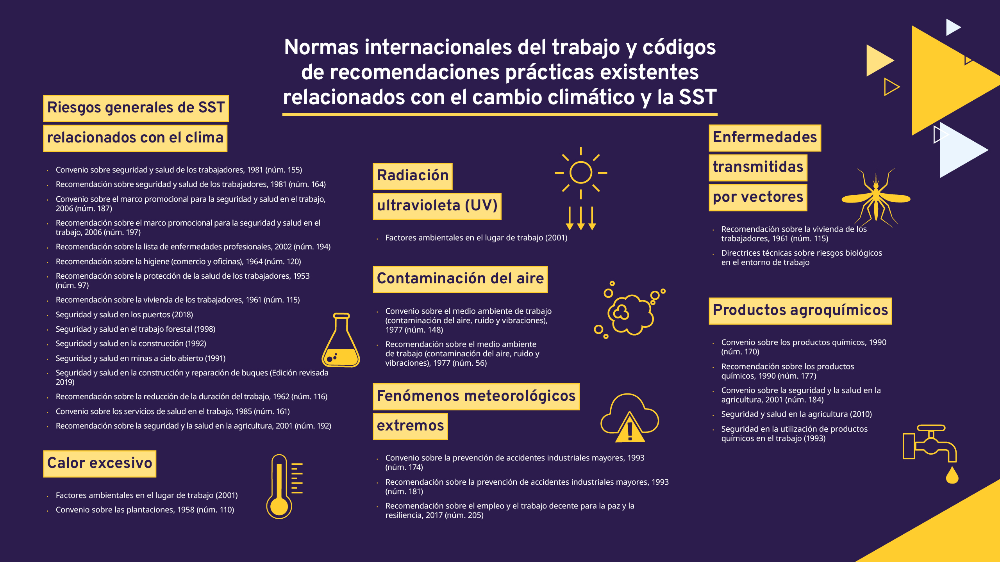 Normas internacionales del trabajo y códigos
de recomendaciones prácticas existentes
relacionados con el cambio climático y la SST
Riesgos generales de SST
relacionados con el clima
· Convenio sobre seguridad y salud de los trabajadores, 1981 (núm. 155)
· Recomendación sobre seguridad y salud de los trabajadores, 1981 (núm. 164)
· Convenio sobre el marco promocional para la seguridad y salud en el trabajo,
2006 (núm. 187)
· Recomendación sobre el marco promocional para la seguridad y salud en el
trabajo, 2006 (núm. 197)
· Recomendación sobre la lista de enfermedades profesionales, 2002 (núm. 194)
· Recomendación sobre la higiene (comercio y oficinas), 1964 (núm. 120)
· Recomendación sobre la protección de la salud de los trabajadores, 1953
(núm. 97)
· Recomendación sobre la vivienda de los trabajadores, 1961 (núm. 115)
· Seguridad y salud en los puertos (2018)
· Seguridad y salud en el trabajo forestal (1998)
· Seguridad y salud en la construcción (1992)
· Seguridad y salud en minas a cielo abierto (1991)
· Seguridad y salud en la construcción y reparación de buques (Edición revisada
2019)
· Recomendación sobre la reducción de la duración del trabajo, 1962 (núm. 116)
· Convenio sobre los servicios de salud en el trabajo, 1985 (núm. 161)
· Recomendación sobre la seguridad y la salud en la agricultura, 2001 (núm. 192)
Calor excesivo
· Factores ambientales en el lugar de trabajo (2001)
· Convenio sobre las plantaciones, 1958 (núm. 110)
Radiación
ultravioleta (UV)
· Factores ambientales en el lugar de trabajo (2001)
Contaminación del aire
· Convenio sobre el medio ambiente de trabajo
(contaminación del aire, ruido y vibraciones),
1977 (núm. 148)
· Recomendación sobre el medio ambiente
de trabajo (contaminación del aire, ruido y
vibraciones), 1977 (núm. 56)
Fenómenos meteorológicos
extremos
· Convenio sobre la prevención de accidentes industriales mayores, 1993
(núm. 174)
· Recomendación sobre la prevención de accidentes industriales mayores, 1993
(núm. 181)
· Recomendación sobre el empleo y el trabajo decente para la paz y la
resiliencia, 2017 (núm. 205)
Enfermedades
transmitidas
por vectores
· Recomendación sobre la vivienda de los
trabajadores, 1961 (núm. 115)
· Directrices técnicas sobre riesgos biológicos
en el entorno de trabajo
Productos agroquímicos
· Convenio sobre los productos químicos, 1990
(núm. 170)
· Recomendación sobre los productos
químicos, 1990 (núm. 177)
· Convenio sobre la seguridad y la salud en la
agricultura, 2001 (núm. 184)
· Seguridad y salud en la agricultura (2010)
· Seguridad en la utilización de productos
químicos en el trabajo (1993)